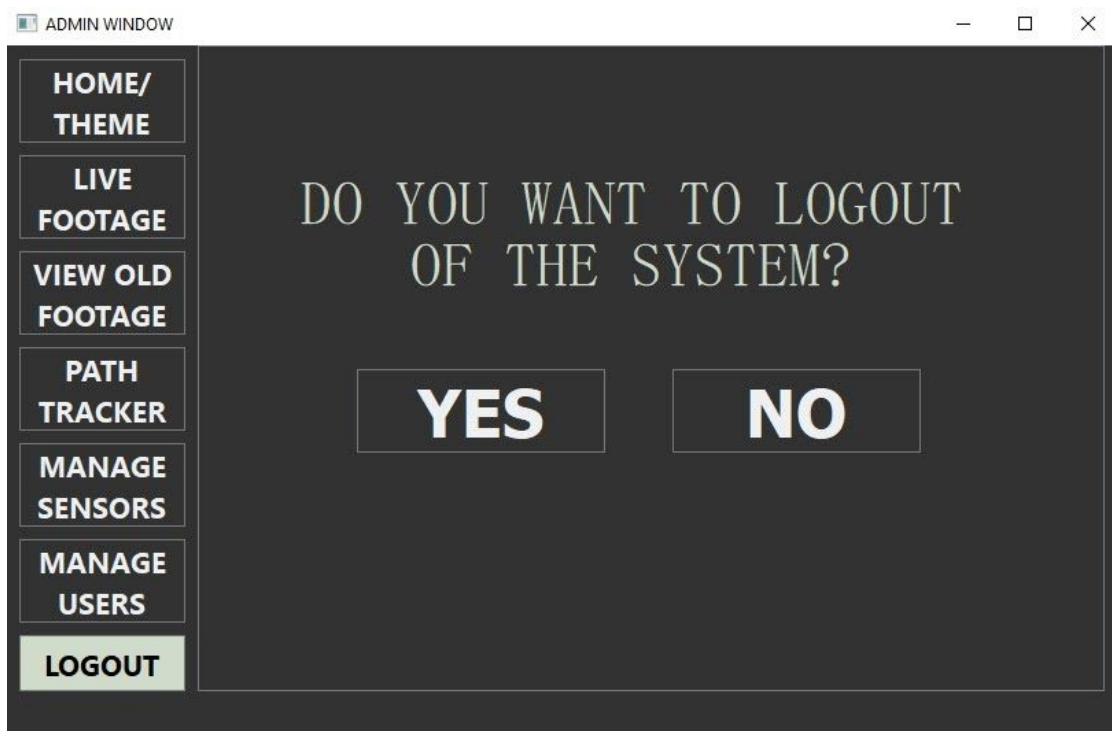 ADMIN WINDOW
HOME/
THEME
LIVE
FOOTAGE
VIEW OLD
FOOTAGE
PATH
TRACKER
MANAGE
SENSORS
MANAGE
USERS
LOGOUT
DO YOU WANT TO LOGOUT
OF THE SYSTEM?
YES
NO